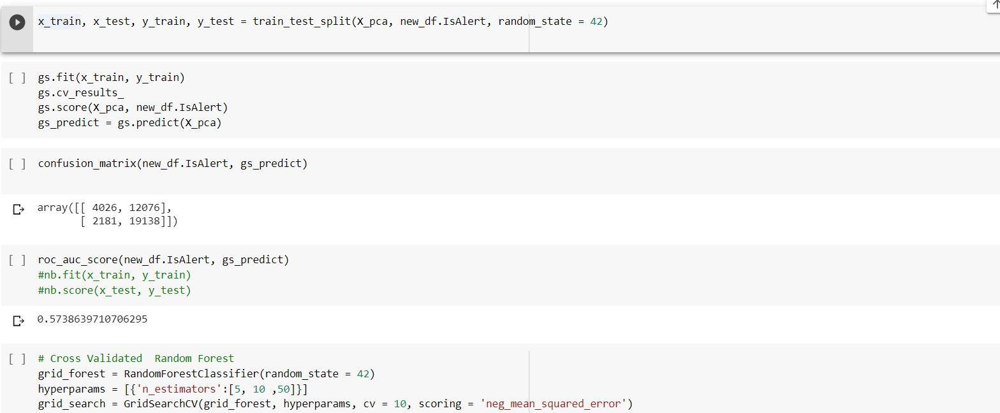 x_train, x_test, y_train, y_test = train_test_split(X_pca, new_df.IsAlert, random_state = 42)
[ ] gs.fit(x_train, y_train)
gs.cv_results_
gs.score(X_pca, new_df.IsAlert)
gs_predict = gs.predict(X_pca)
[ ] confusion_matrix(new_df.IsAlert, gs_predict)
array([[ 4026, 12076],
       [ 2181, 19138]])
[ ] roc_auc_score(new_df.IsAlert, gs_predict)
#nb.fit(x_train, y_train)
#nb.score(x_test, y_test)
0.5738639710706295
[ ] # Cross Validated  Random Forest
grid_forest = RandomForestClassifier(random_state = 42)
hyperparams = [{'n_estimators':[5, 10 ,50]}]
grid_search = GridSearchCV(grid_forest, hyperparams, cv = 10, scoring = 'neg_mean_squared_error')